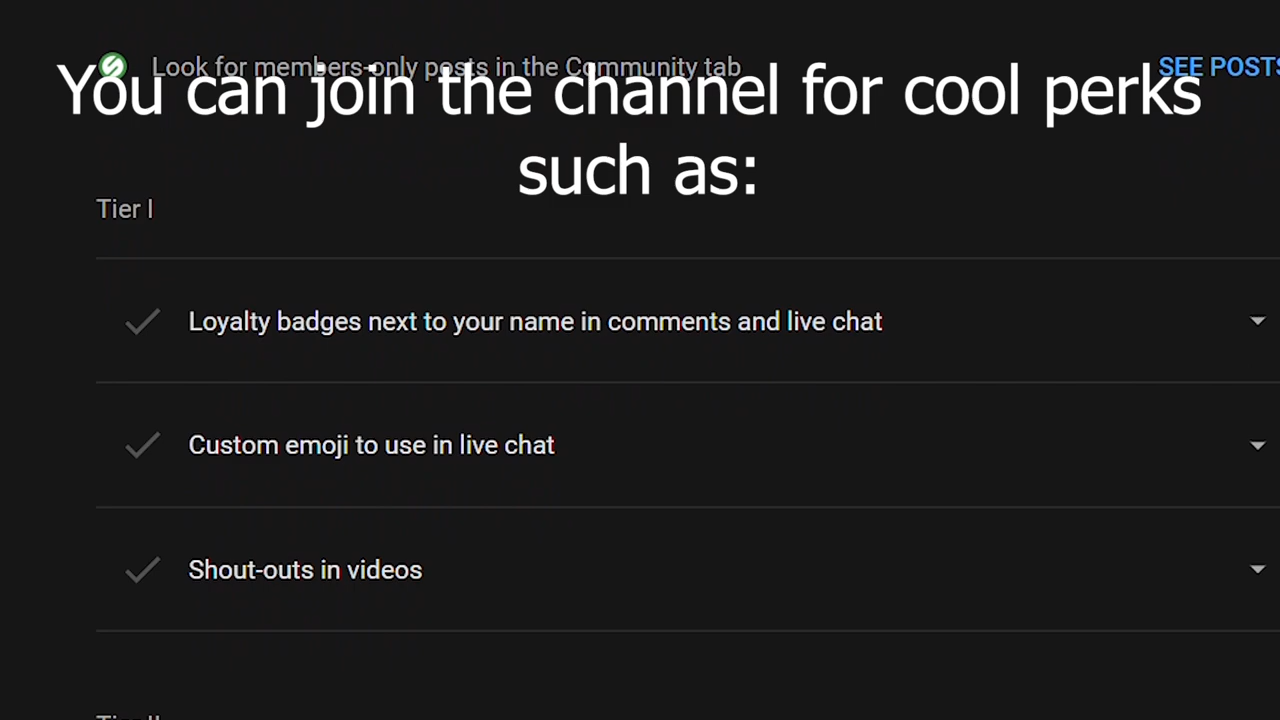 Look for members-only posts in the Community tab
SEE POSTS
You can join the channel for cool perks
such as:
Tier I
Loyalty badges next to your name in comments and live chat
Custom emoji to use in live chat
Shout-outs in videos